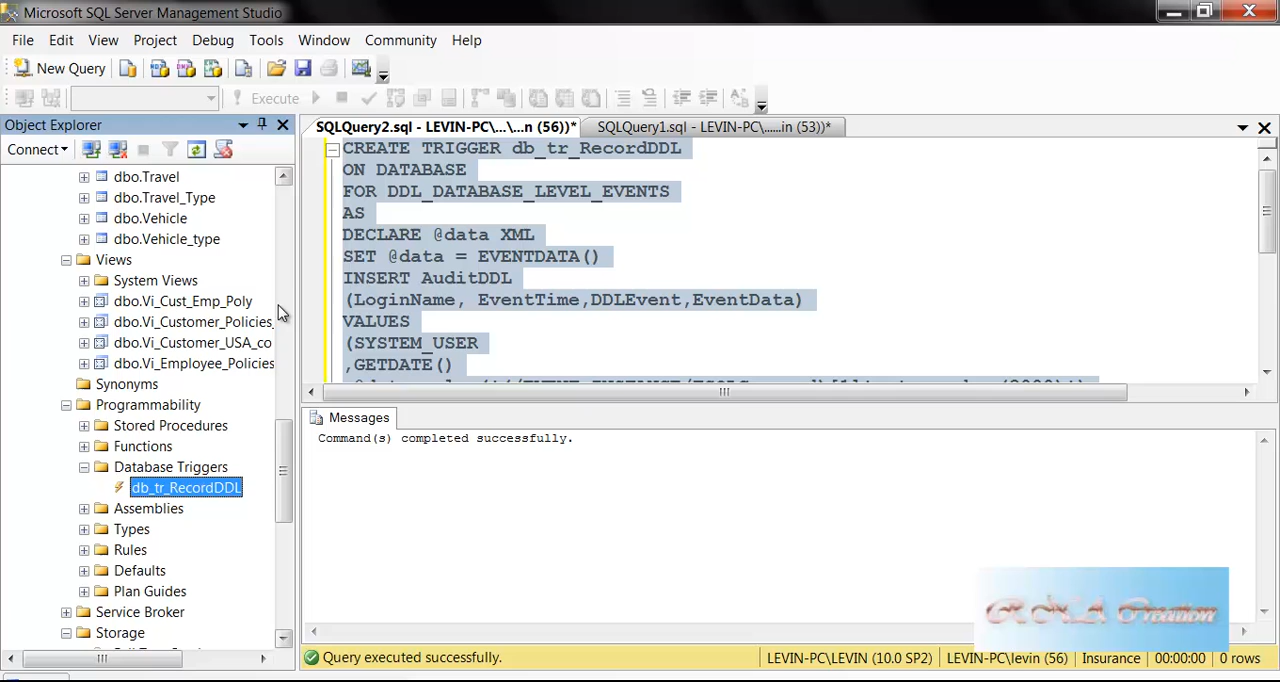 Microsoft SQL Server Management Studio
File Edit View Project Debug Tools Window Community Help
New Query
Execute
Object Explorer
SQLQuery2.sql - LEVIN-PC\...\...n (56))*
SQLQuery1.sql - LEVIN-PC\......in (53))*
Connect
dbo.Travel
dbo.Travel_Type
dbo.Vehicle
dbo.Vehicle_type
Views
System Views
dbo.Vi_Cust_Emp_Poly
dbo.Vi_Customer_Policies_
dbo.Vi_Customer_USA_co
dbo.Vi_Employee_Policies
Synonyms
Programmability
Stored Procedures
Functions
Database Triggers
db_tr_RecordDDL
Assemblies
Types
Rules
Defaults
Plan Guides
Service Broker
Storage
CREATE TRIGGER db_tr_RecordDDL
ON DATABASE
FOR DDL_DATABASE_LEVEL_EVENTS
AS
DECLARE @data XML
SET @data = EVENTDATA()
INSERT AuditDDL
(LoginName, EventTime,DDLEvent,EventData)
VALUES
(SYSTEM_USER
,GETDATE()
Messages
Command(s) completed successfully.
Creation
Query executed successfully.
LEVIN-PC\LEVIN (10.0 SP2)
LEVIN-PC\levin (56)
Insurance
00:00:00
0 rows